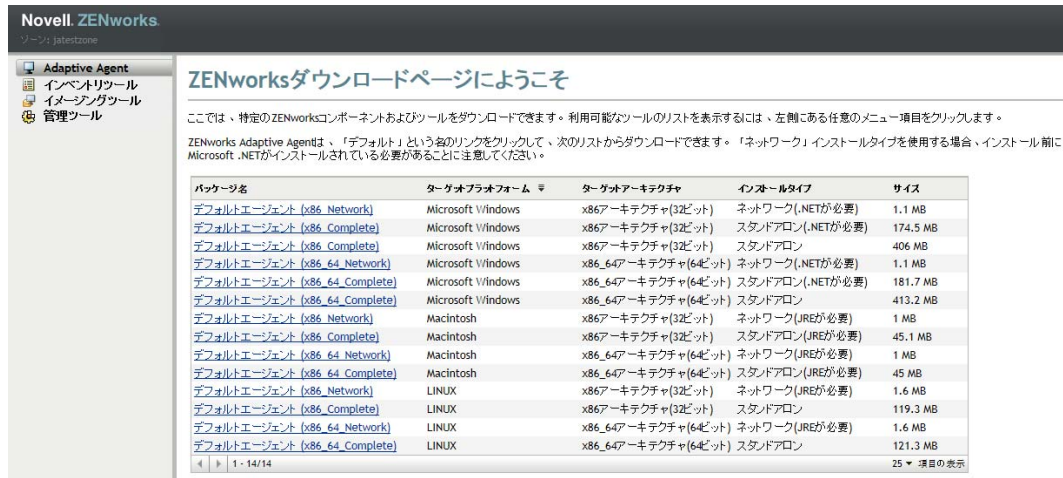 Novell. ZENworks.
ゾーン: jatestzone
Adaptive Agent
インベントリツール
イメージングツール
管理ツール
ZENworksダウンロードページにようこそ
ここでは、特定のZENworksコンポーネントおよびツールをダウンロードできます。利用可能なツールのリストを表示するには、左側にある任意のメニュー項目をクリックします。
ZENworks Adaptive Agentは、「デフォルト」という名のリンクをクリックして、次のリストからダウンロードできます。「ネットワーク」インストールタイプを使用する場合、インストール前に
Microsoft .NETがインストールされている必要があることに注意してください。
パッケージ名 ターゲットプラットフォーム ターゲットアーキテクチャ インストールタイプ サイズ
デフォルトエージェント (x86_Network) Microsoft Windows x86アーキテクチャ(32ビット) ネットワーク(.NETが必要) 1.1 MB
デフォルトエージェント (x86_Complete) Microsoft Windows x86アーキテクチャ(32ビット) スタンドアロン(.NETが必要) 174.5 MB
デフォルトエージェント (x86_Complete) Microsoft Windows x86アーキテクチャ(32ビット) スタンドアロン 406 MB
デフォルトエージェント (x86_64_Network) Microsoft Windows x86_64アーキテクチャ(64ビット) ネットワーク(.NETが必要) 1.1 MB
デフォルトエージェント (x86_64_Complete) Microsoft Windows x86_64アーキテクチャ(64ビット) スタンドアロン(.NETが必要) 181.7 MB
デフォルトエージェント (x86_64_Complete) Microsoft Windows x86_64アーキテクチャ(64ビット) スタンドアロン 413.2 MB
デフォルトエージェント (x86_Network) Macintosh x86アーキテクチャ(32ビット) ネットワーク(JREが必要) 1 MB
デフォルトエージェント (x86_Complete) Macintosh x86アーキテクチャ(32ビット) スタンドアロン(JREが必要) 45.1 MB
デフォルトエージェント (x86_64_Network) Macintosh x86_64アーキテクチャ(64ビット) ネットワーク(JREが必要) 1 MB
デフォルトエージェント (x86_64_Complete) Macintosh x86_64アーキテクチャ(64ビット) スタンドアロン(JREが必要) 45 MB
デフォルトエージェント (x86_Network) LINUX x86アーキテクチャ(32ビット) ネットワーク(JREが必要) 1.6 MB
デフォルトエージェント (x86_Complete) LINUX x86アーキテクチャ(32ビット) スタンドアロン 119.3 MB
デフォルトエージェント (x86_64_Network) LINUX x86_64アーキテクチャ(64ビット) ネットワーク(JREが必要) 1.6 MB
デフォルトエージェント (x86_64_Complete) LINUX x86_64アーキテクチャ(64ビット) スタンドアロン 121.3 MB
1 - 14/14 25 項目の表示